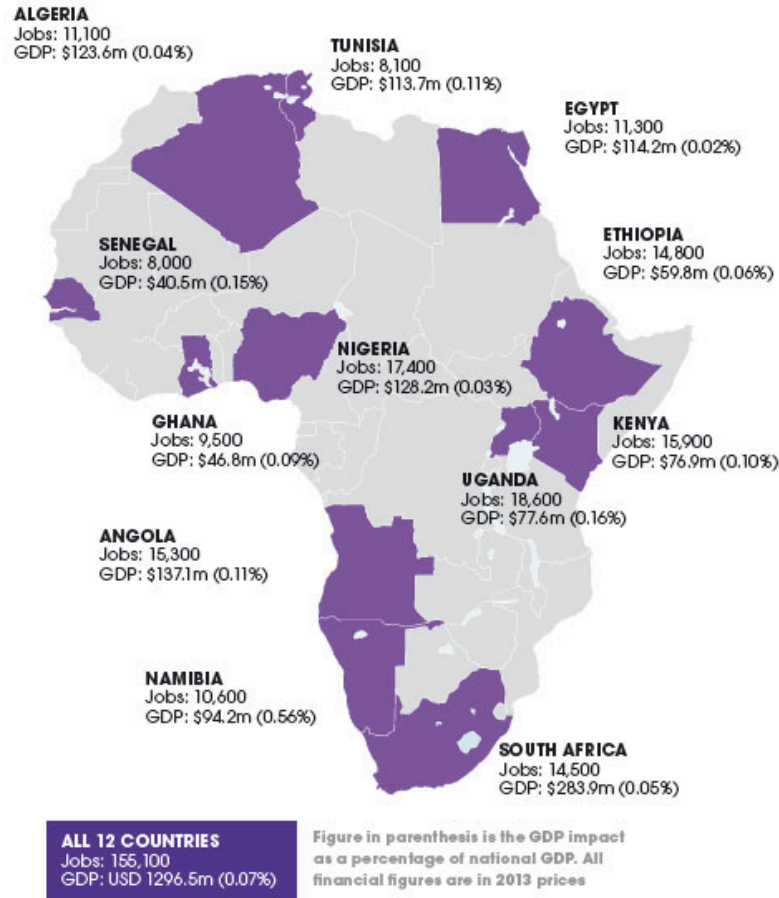 ALGERIA
Jobs: 11,100
GDP: $123.6m (0.04%)
TUNISIA
Jobs: 8,100
GDP: $113.7m (0.11%)
EGYPT
Jobs: 11,300
GDP: $114.2m (0.02%)
ETHIOPIA
Jobs: 14,800
GDP: $59.8m (0.06%)
SENEGAL
Jobs: 8,000
GDP: $40.5m (0.15%)
NIGERIA
Jobs: 17,400
GDP: $128.2m (0.03%)
GHANA
Jobs: 9,500
GDP: $46.8m (0.09%)
KENYA
Jobs: 15,900
GDP: $76.9m (0.10%)
UGANDA
Jobs: 18,600
GDP: $77.6m (0.16%)
ANGOLA
Jobs: 15,300
GDP: $137.1m (0.11%)
NAMIBIA
Jobs: 10,600
GDP: $94.2m (0.56%)
SOUTH AFRICA
Jobs: 14,500
GDP: $283.9m (0.05%)
ALL 12 COUNTRIES
Jobs: 155,100
GDP: USD 1296.5m (0.07%)
Figure in parenthesis is the GDP impact
as a percentage of national GDP. All
financial figures are in 2013 prices